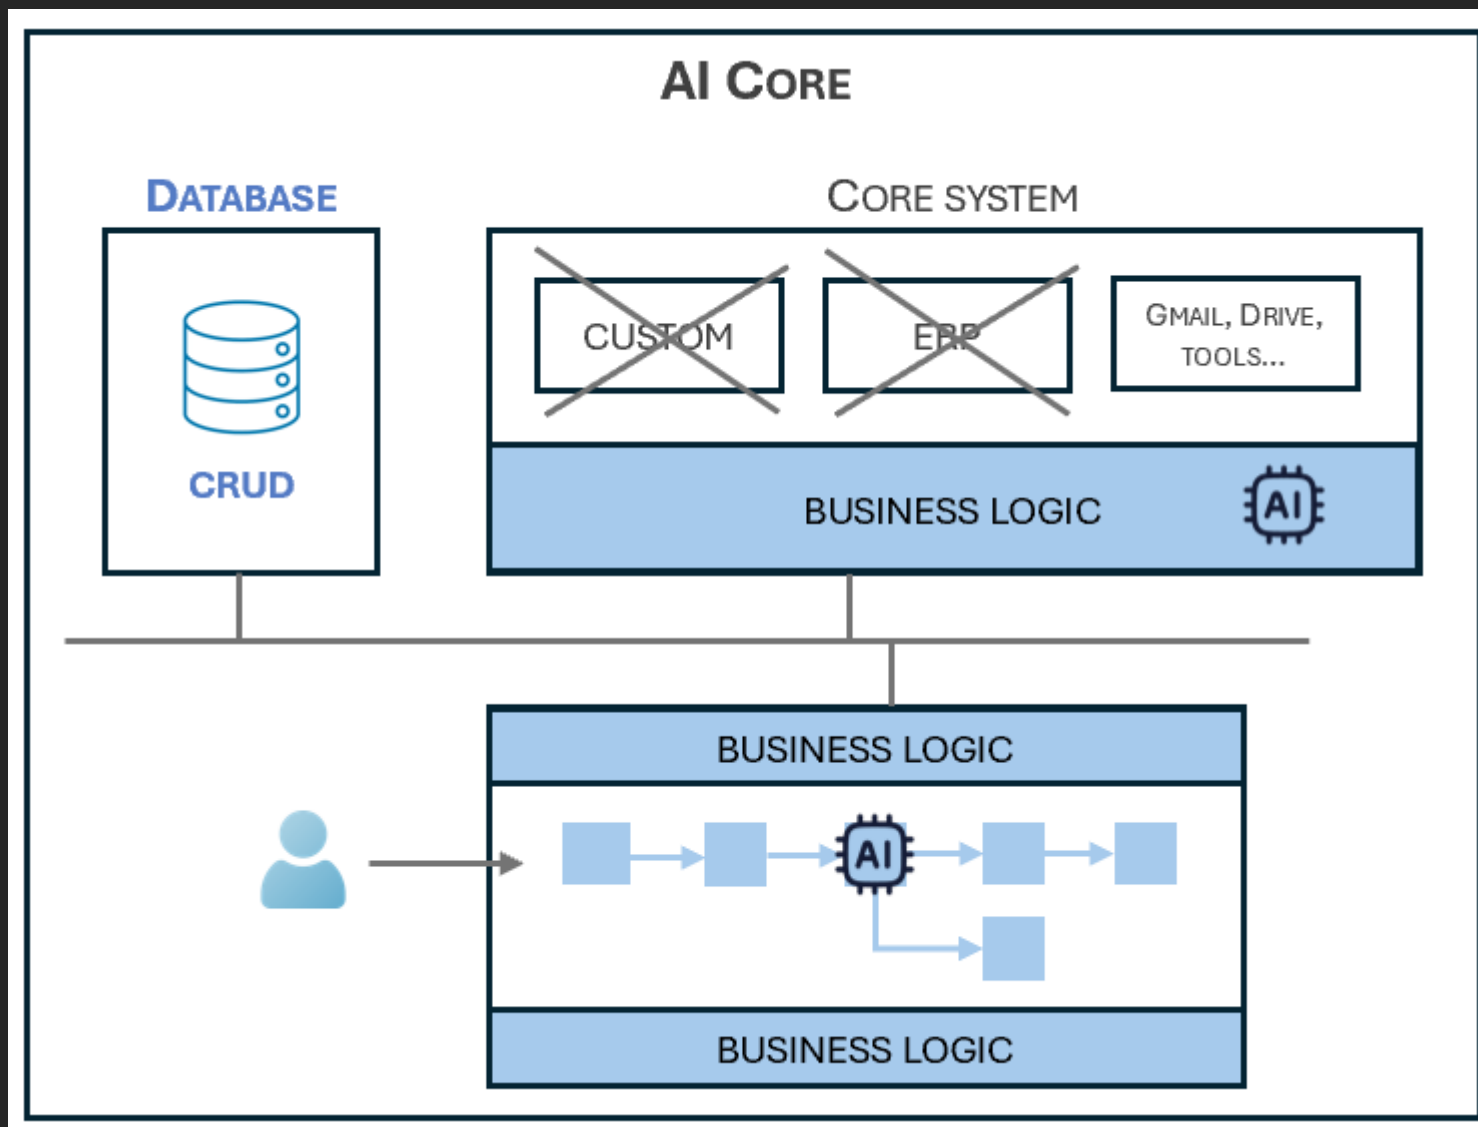 AI CORE
DATABASE
CORE SYSTEM
CUSTOM
ERP
GMAIL, DRIVE,
TOOLS...
CRUD
BUSINESS LOGIC
AI
BUSINESS LOGIC
AI
BUSINESS LOGIC